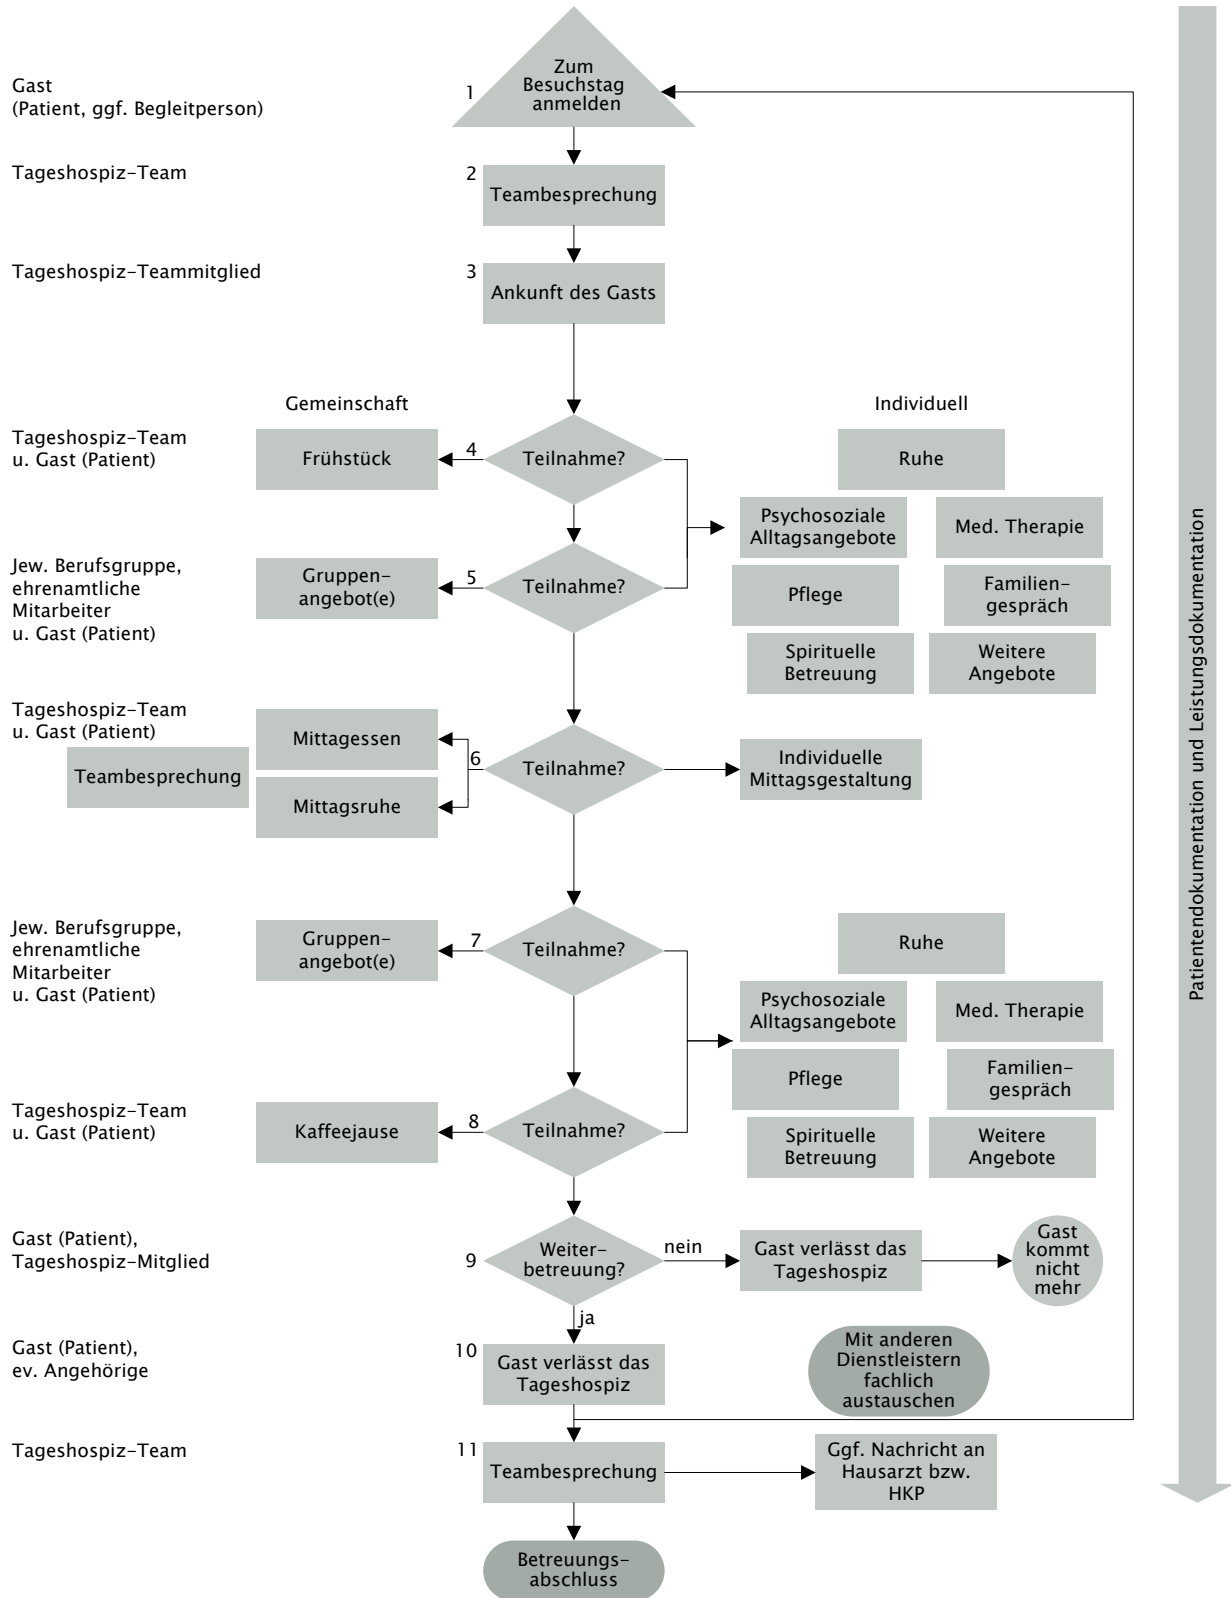 Gast
(Patient, ggf. Begleitperson)
1
Zum
Besuchstag
anmelden
Tageshospiz-Team
2
Teambesprechung
Tageshospiz-Teammitglied
3
Ankunft des Gasts
Gemeinschaft
Individuell
Tageshospiz-Team
u. Gast (Patient)
Frühstück
4
Teilnahme?
Ruhe
Psychosoziale
Alltagsangebote
Med. Therapie
Jew. Berufsgruppe,
ehrenamtliche
Mitarbeiter
u. Gast (Patient)
Gruppen-
angebot(e)
5
Teilnahme?
Pflege
Familien-
gespräch
Spirituelle
Betreuung
Weitere
Angebote
Tageshospiz-Team
u. Gast (Patient)
Teambesprechung
Mittagessen
Mittagsruhe
6
Teilnahme?
Individuelle
Mittagsgestaltung
Jew. Berufsgruppe,
ehrenamtliche
Mitarbeiter
u. Gast (Patient)
Gruppen-
angebot(e)
7
Teilnahme?
Ruhe
Psychosoziale
Alltagsangebote
Med. Therapie
Pflege
Familien-
gespräch
Tageshospiz-Team
u. Gast (Patient)
Kaffeejause
8
Teilnahme?
Spirituelle
Betreuung
Weitere
Angebote
Gast (Patient),
Tageshospiz-Mitglied
9
Weiter-
betreuung?
nein
Gast verlässt das
Tageshospiz
Gast
kommt
nicht
mehr
ja
Gast (Patient),
ev. Angehörige
10
Gast verlässt das
Tageshospiz
Mit anderen
Dienstleistern
fachlich
austauschen
Tageshospiz-Team
11
Teambesprechung
Ggf. Nachricht an
Hausarzt bzw.
HKP
Betreuungs-
abschluss
Patientendokumentation und Leistungsdokumentation